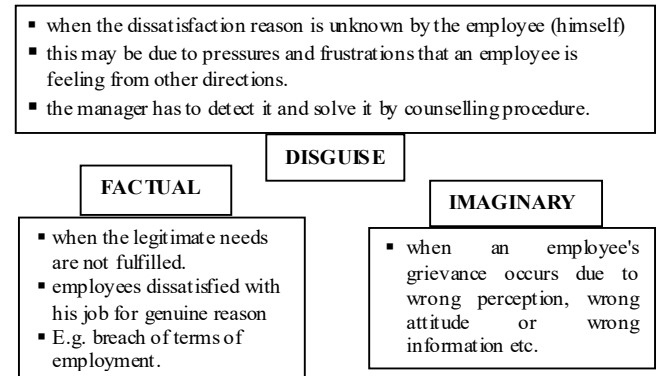 ▪ when the dissatisfaction reason is unknown by the employee (himself)
▪ this may be due to pressures and frustrations that an employee is
feeling from other directions.
▪ the manager has to detect it and solve it by counselling procedure.
DISGUISE
FACTUAL
▪ when the legitimate needs
are not fulfilled.
▪ employees dissatisfied with
his job for genuine reason
▪ E.g. breach of terms of
employment.
IMAGINARY
▪ when an employee's
grievance occurs due to
wrong perception, wrong
attitude or wrong
information etc.